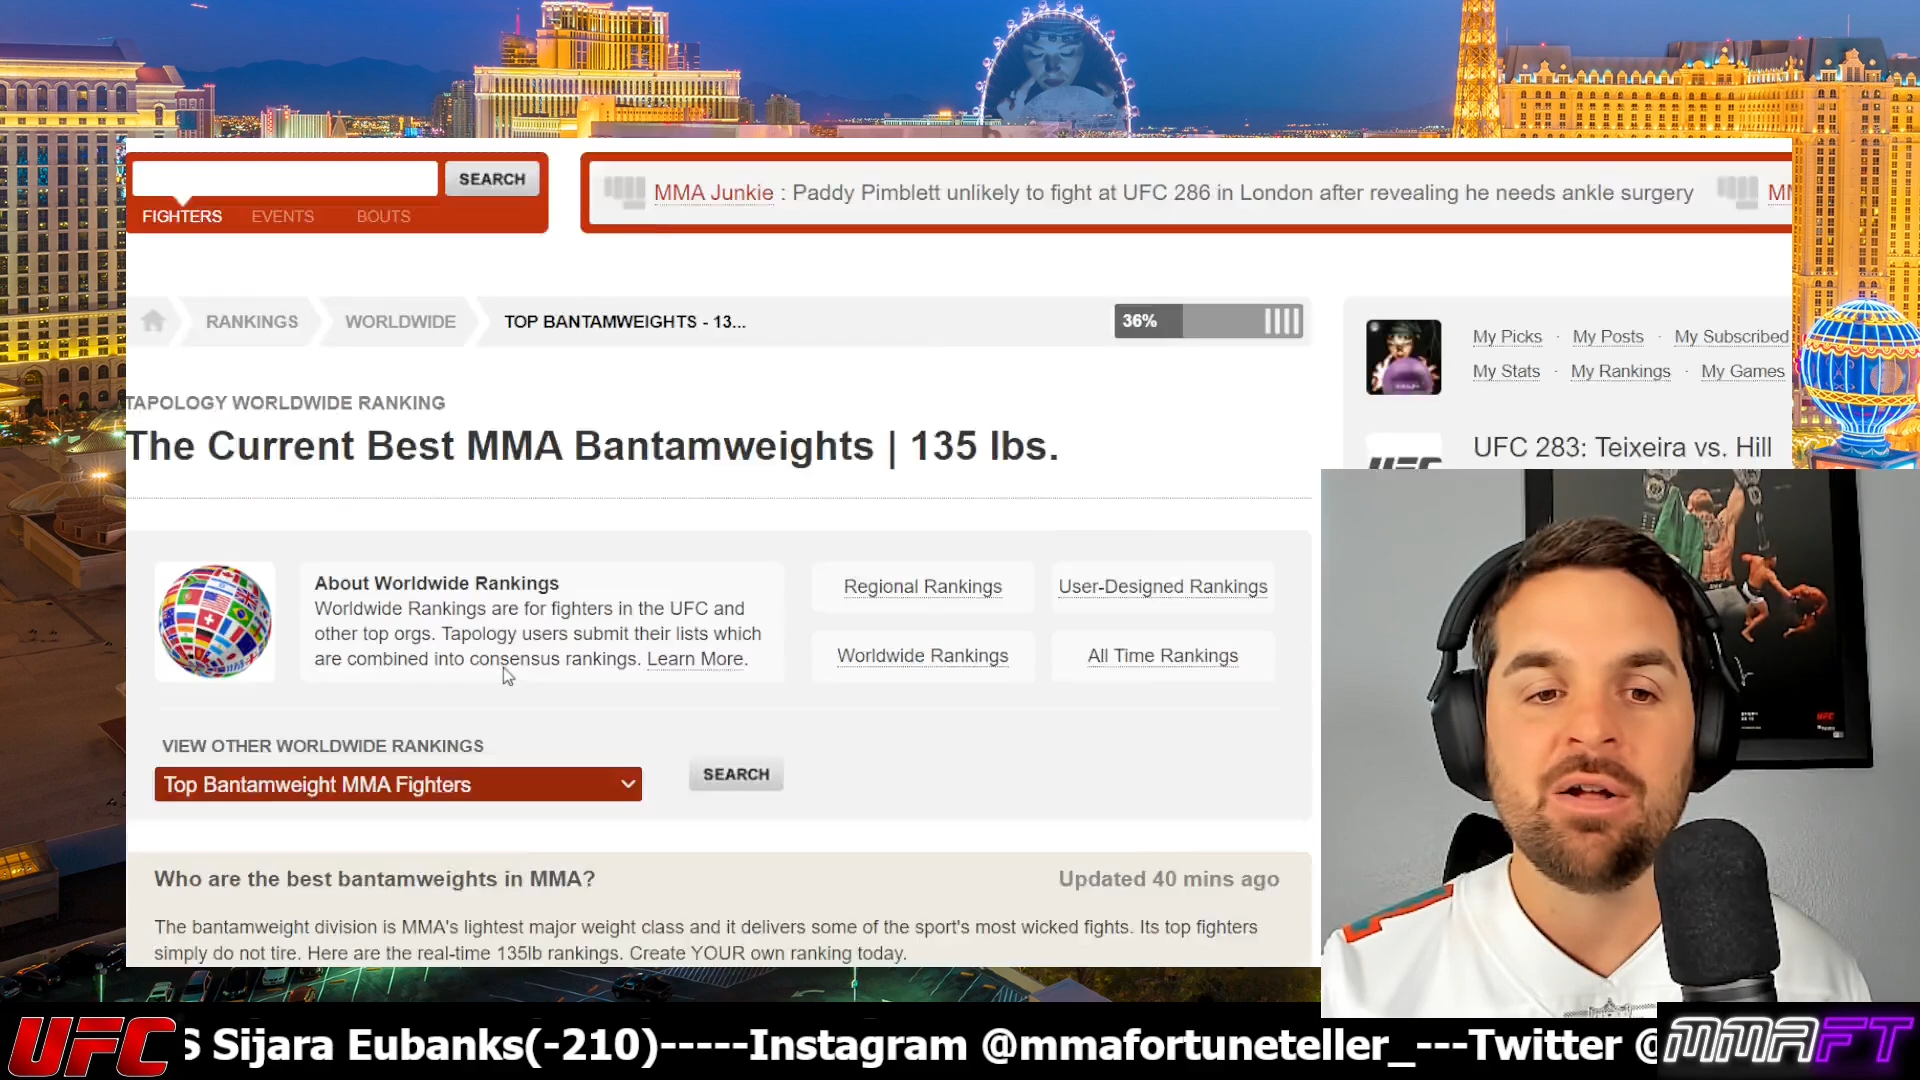 SEARCH
FIGHTERS EVENTS BOUTS
MMA Junkie : Paddy Pimblett unlikely to fight at UFC 286 in London after revealing he needs ankle surgery
RANKINGS WORLDWIDE TOP BANTAMWEIGHTS - 13...
36%
My Picks · My Posts · My Subscribed
My Stats · My Rankings · My Games
TAPOLOGY WORLDWIDE RANKING
The Current Best MMA Bantamweights | 135 lbs.
UFC 283: Teixeira vs. Hill
UFC
About Worldwide Rankings
Worldwide Rankings are for fighters in the UFC and
other top orgs. Tapology users submit their lists which
are combined into consensus rankings. Learn More.
Regional Rankings
User-Designed Rankings
Worldwide Rankings
All Time Rankings
VIEW OTHER WORLDWIDE RANKINGS
Top Bantamweight MMA Fighters
SEARCH
Who are the best bantamweights in MMA?
Updated 40 mins ago
The bantamweight division is MMA's lightest major weight class and it delivers some of the sport's most wicked fights. Its top fighters
simply do not tire. Here are the real-time 135lb rankings. Create YOUR own ranking today.
UFC
S Sijara Eubanks(-210)-----Instagram @mmafortuneteller_---Twitter @
MMAFT